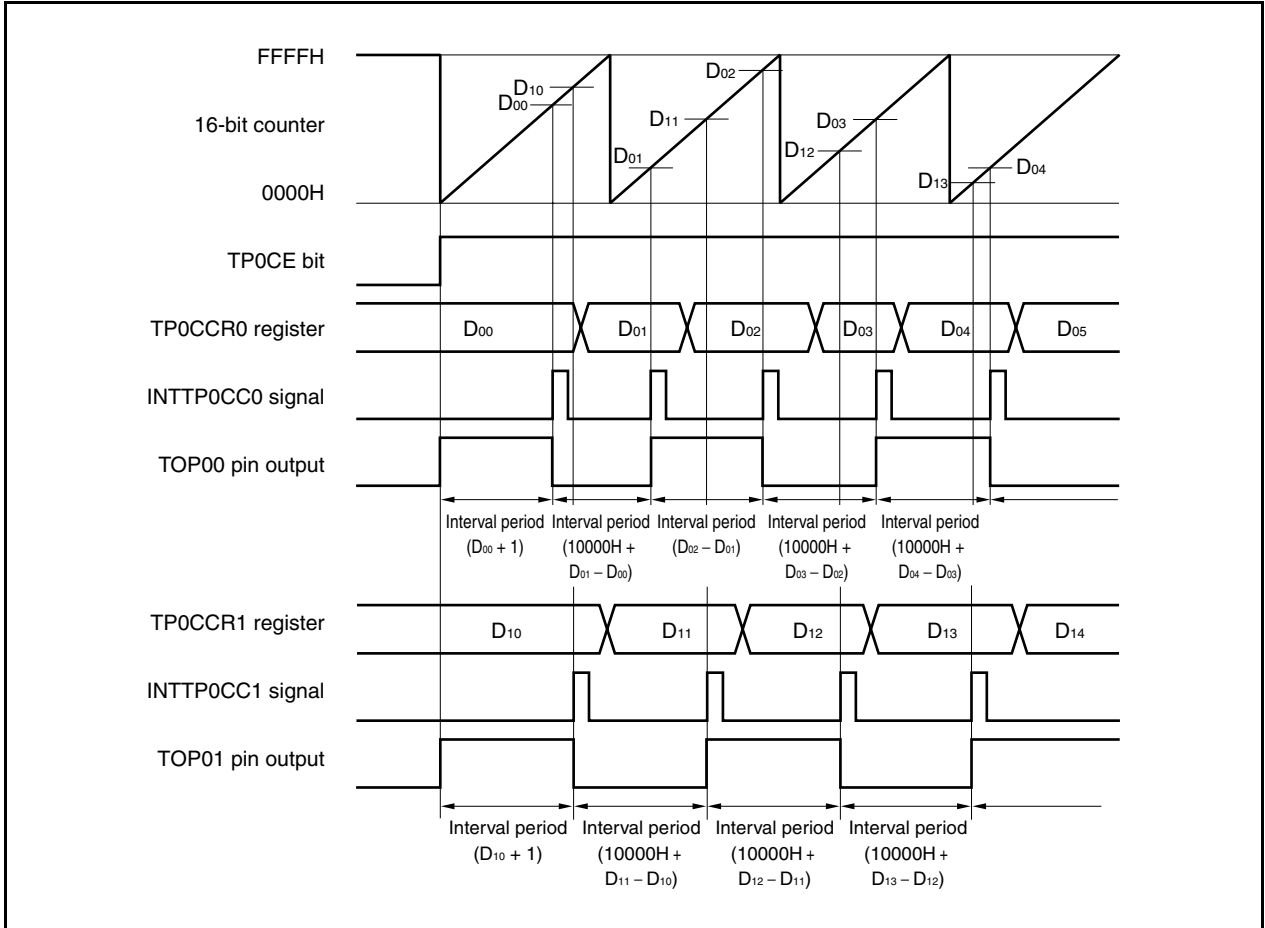 FFFFH
D02
D10
D00
D11
D03
16-bit counter
D12
D01
D04
D13
0000H
TP0CE bit
TP0CCR0 register
D00
D01
D02
D03
D04
D05
INTTP0CC0 signal
TOP00 pin output
Interval period
(D00 + 1)
Interval period
(10000H +
D01 – D00)
Interval period
(D02 – D01)
Interval period
(10000H +
D03 – D02)
Interval period
(10000H +
D04 – D03)
TP0CCR1 register
D10
D11
D12
D13
D14
INTTP0CC1 signal
TOP01 pin output
Interval period
(D10 + 1)
Interval period
(10000H +
D11 – D10)
Interval period
(10000H +
D12 – D11)
Interval period
(10000H +
D13 – D12)